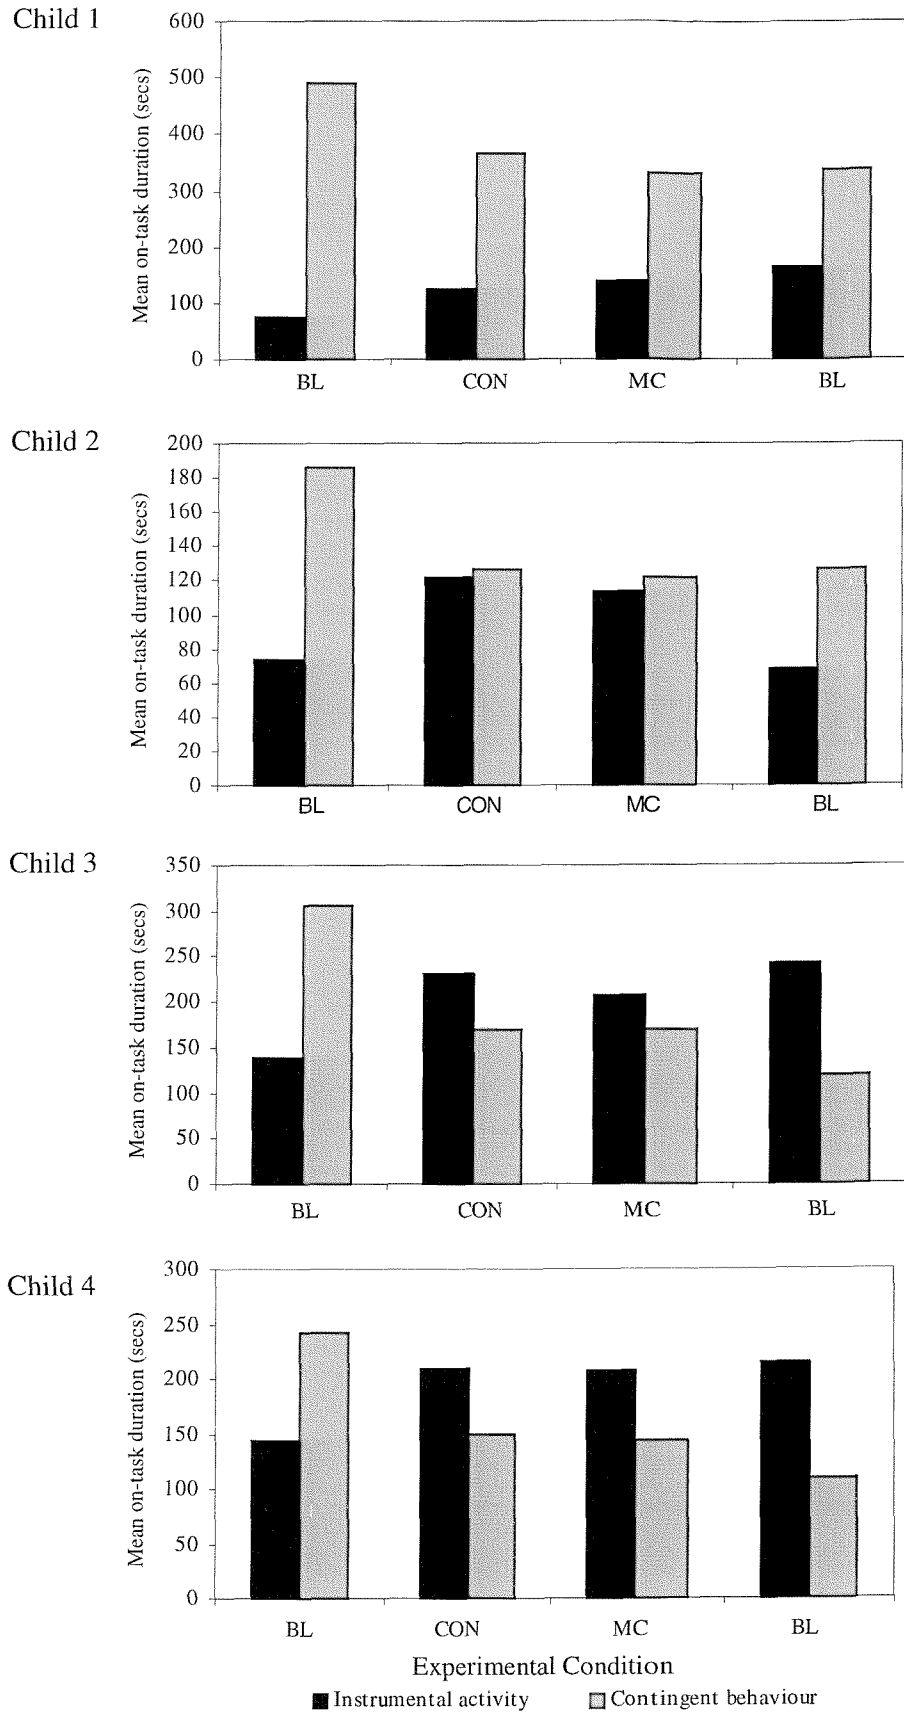 Child 1
Mean on-task duration (secs)
600
500
400
300
200
100
0
BL CON MC BL
Child 2
Mean on-task duration (secs)
200
180
160
140
120
100
80
60
40
20
0
BL CON MC BL
Child 3
Mean on-task duration (secs)
350
300
250
200
150
100
50
0
BL CON MC BL
Child 4
Mean on-task duration (secs)
300
250
200
150
100
50
0
BL CON MC BL
Experimental Condition
Instrumental activity Contingent behaviour